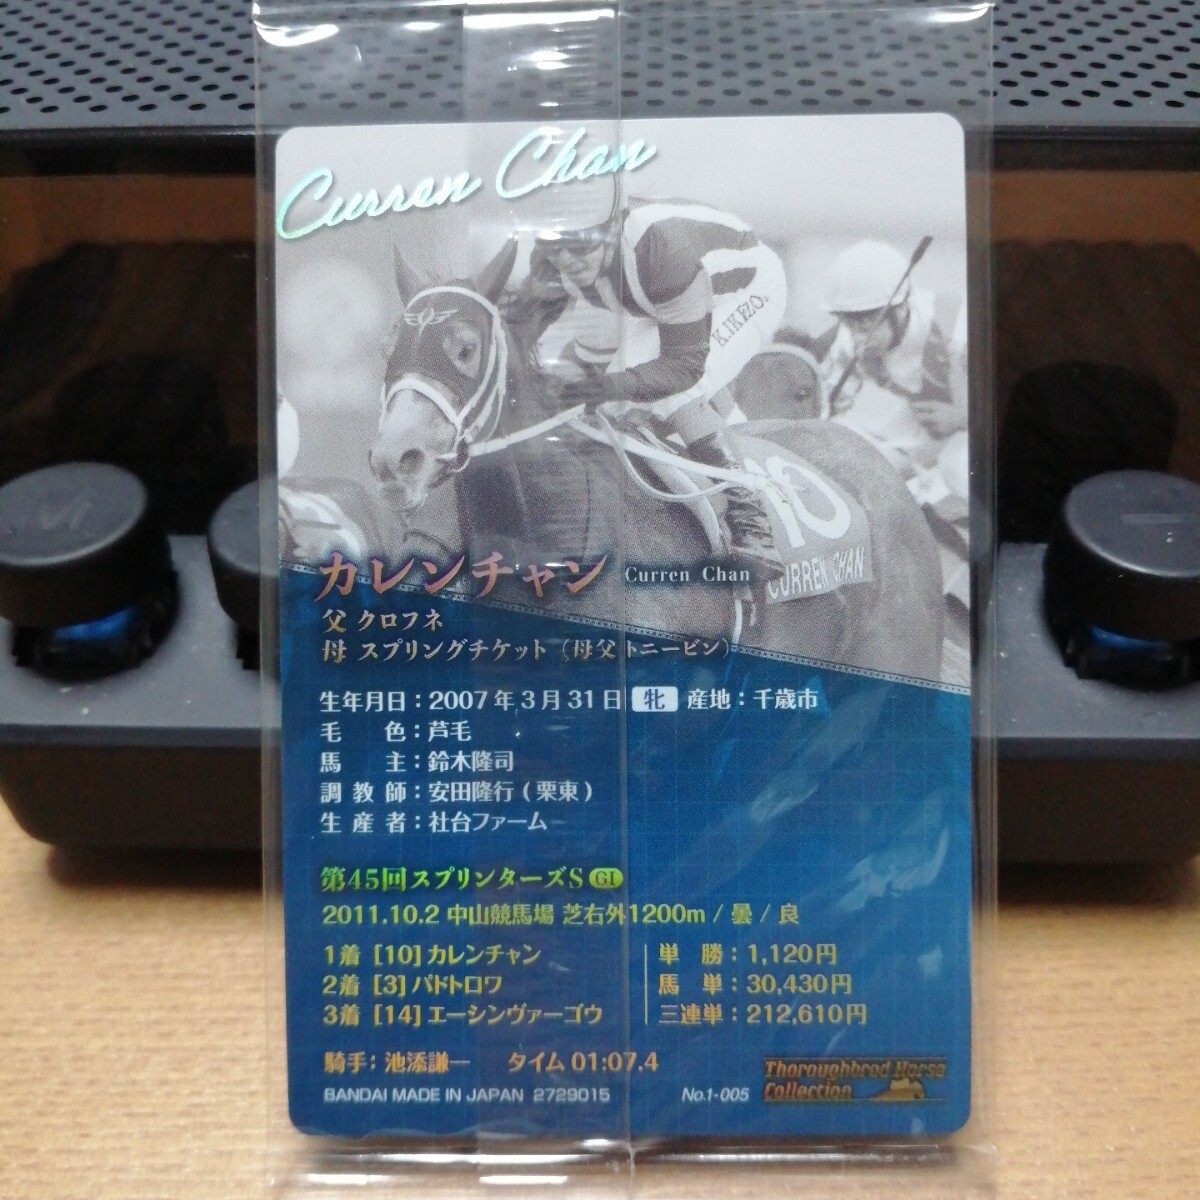 Curren Chan
K.IKEZO
10
CURREN CHAN
カレンチャン Curren Chan
父 クロフネ
母 スプリングチケット（母父 トニービン）
生年月日：2007年3月31日 牝 産地：千歳市
毛色：芦毛
馬主：鈴木隆司
調教師：安田隆行(栗東)
生産者：社台ファーム
第45回スプリンターズS GI
2011.10.2 中山競馬場 芝右外1200m / 曇 / 良
1着 [10] カレンチャン 単勝：1,120円
2着 [3] パドトロワ 馬単：30,430円
3着 [14] エーシンヴァーゴウ 三連単：212,610円
騎手：池添謙一 タイム 01:07.4
BANDAI MADE IN JAPAN 2729015 No.1-005
Thoroughbred Horse
Collection